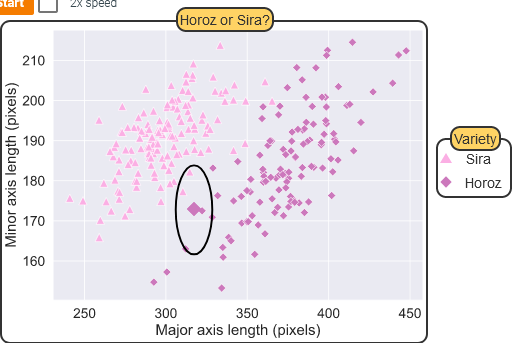 Start
2x speed
Horoz or Sira?
210
200
190
180
170
160
Minor axis length (pixels)
250
300
350
400
450
Major axis length (pixels)
Variety
Sira
Horoz